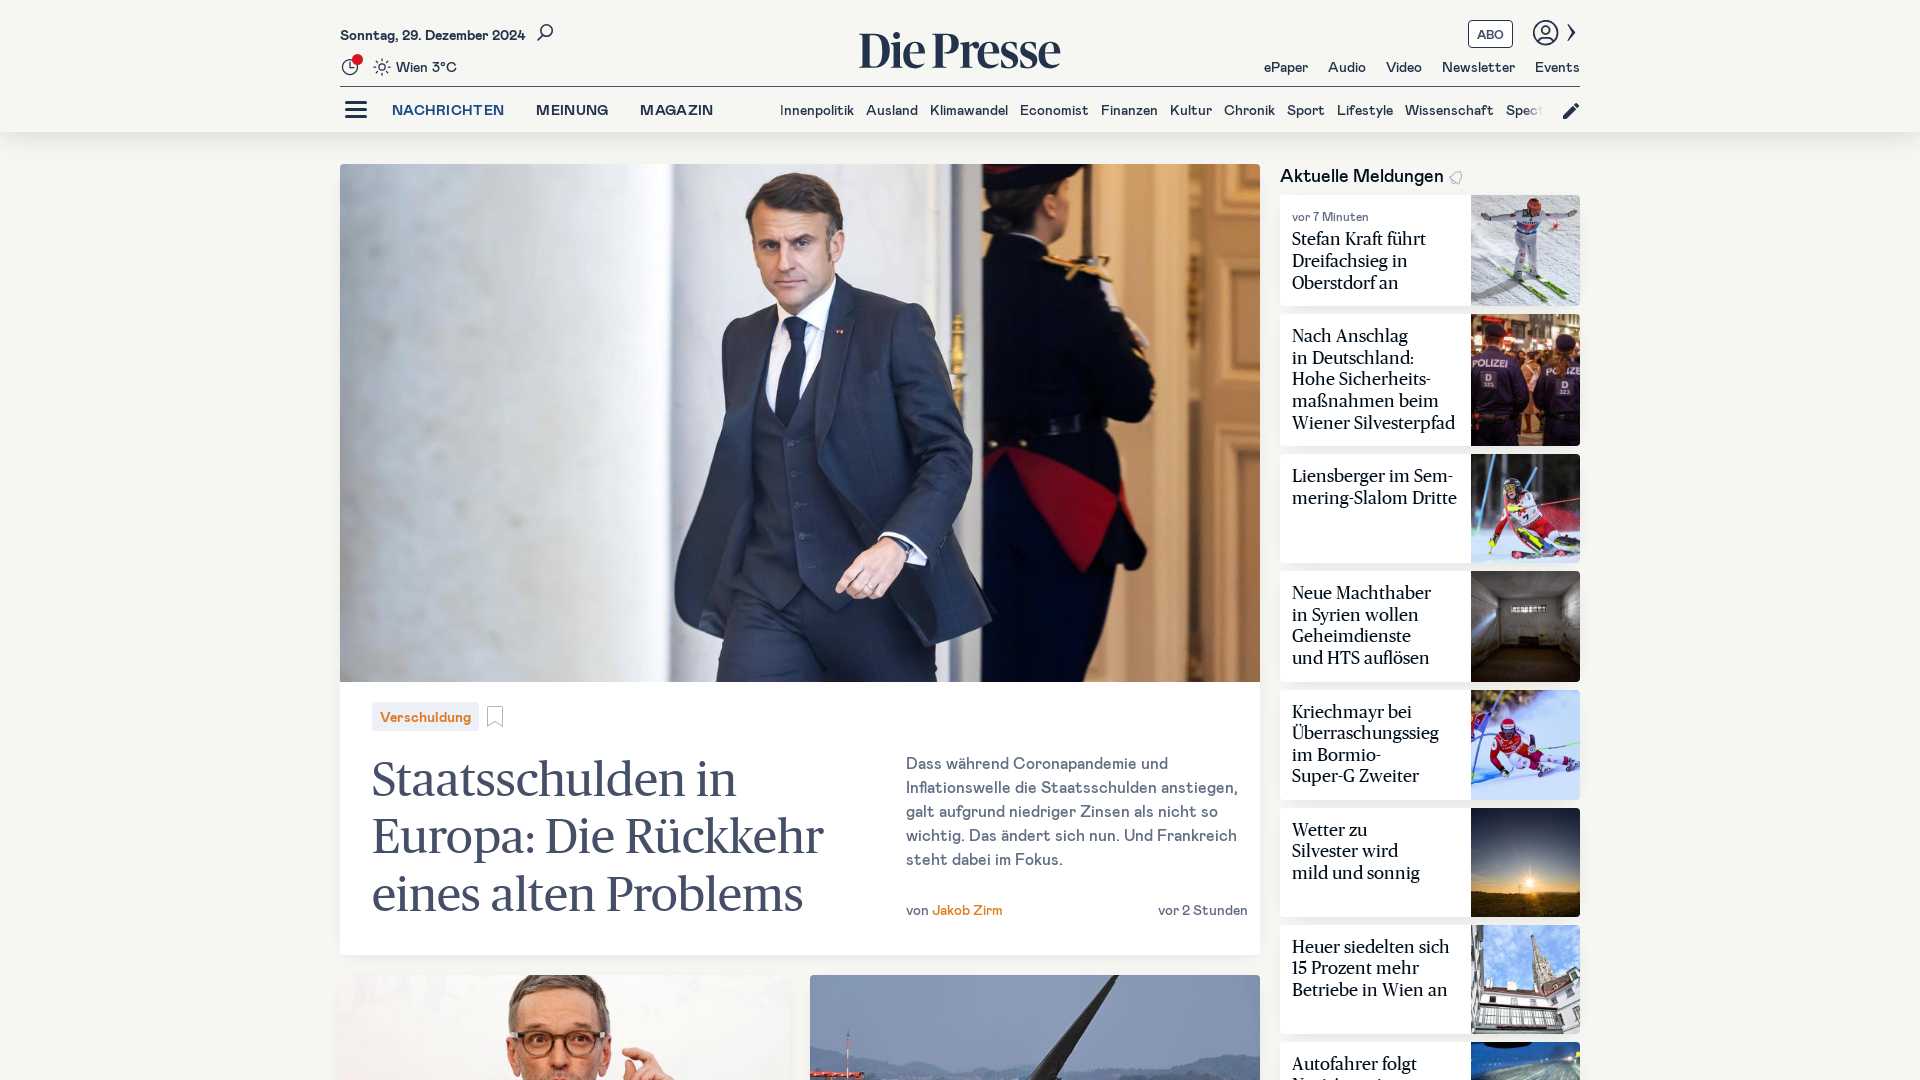 Sonntag, 29. Dezember 2024
Wien 3°C
Die Presse
ABO
ePaper Audio Video Newsletter Events
NACHRICHTEN MEINUNG MAGAZIN
Innenpolitik Ausland Klimawandel Economist Finanzen Kultur Chronik Sport Lifestyle Wissenschaft
Verschuldung
Staatsschulden in
Europa: Die Rückkehr
eines alten Problems
Dass während Coronapandemie und
Inflationswelle die Staatsschulden anstiegen,
galt aufgrund niedriger Zinsen als nicht so
wichtig. Das ändert sich nun. Und Frankreich
steht dabei im Fokus.
von Jakob Zirm
vor 2 Stunden
Aktuelle Meldungen
vor 7 Minuten
Stefan Kraft führt
Dreifachsieg in
Oberstdorf an
Nach Anschlag
in Deutschland:
Hohe Sicherheits-
maßnahmen beim
Wiener Silvesterpfad
POLIZEI
D
Liensberger im Sem-
mering-Slalom Dritte
Neue Machthaber
in Syrien wollen
Geheimdienste
und HTS auflösen
Kriechmayr bei
Überraschungssieg
im Bormio-
Super-G Zweiter
Wetter zu
Silvester wird
mild und sonnig
Heuer siedelten sich
15 Prozent mehr
Betriebe in Wien an
Autofahrer folgt